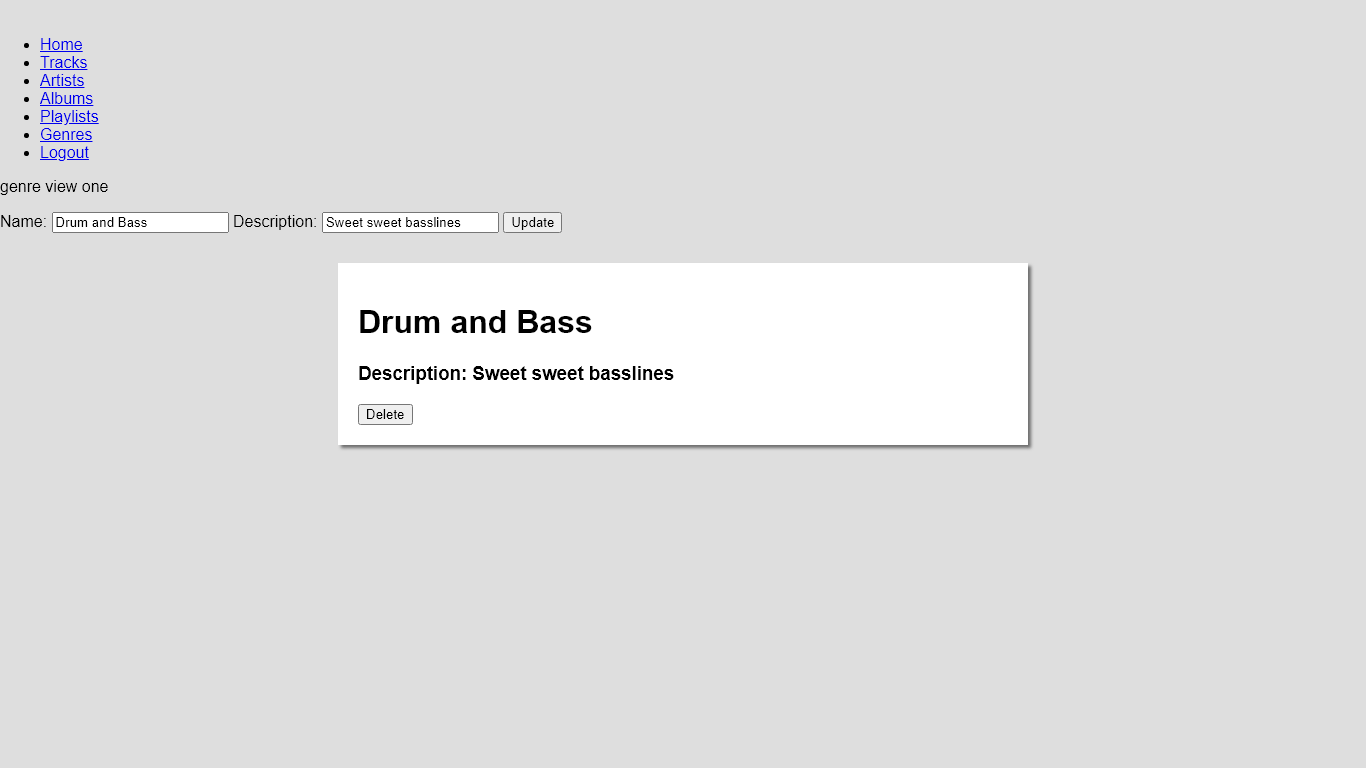 Home
Tracks
Artists
Albums
Playlists
Genres
Logout
genre view one
Name: Drum and Bass Description: Sweet sweet basslines Update
Drum and Bass
Description: Sweet sweet basslines
Delete